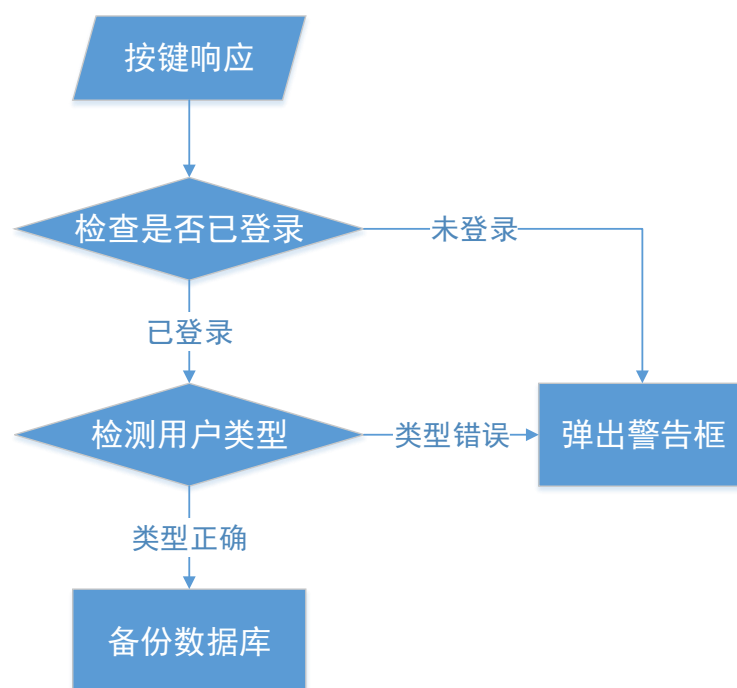 按键响应
检查是否已登录
未登录
已登录
检测用户类型
类型错误
弹出警告框
类型正确
备份数据库